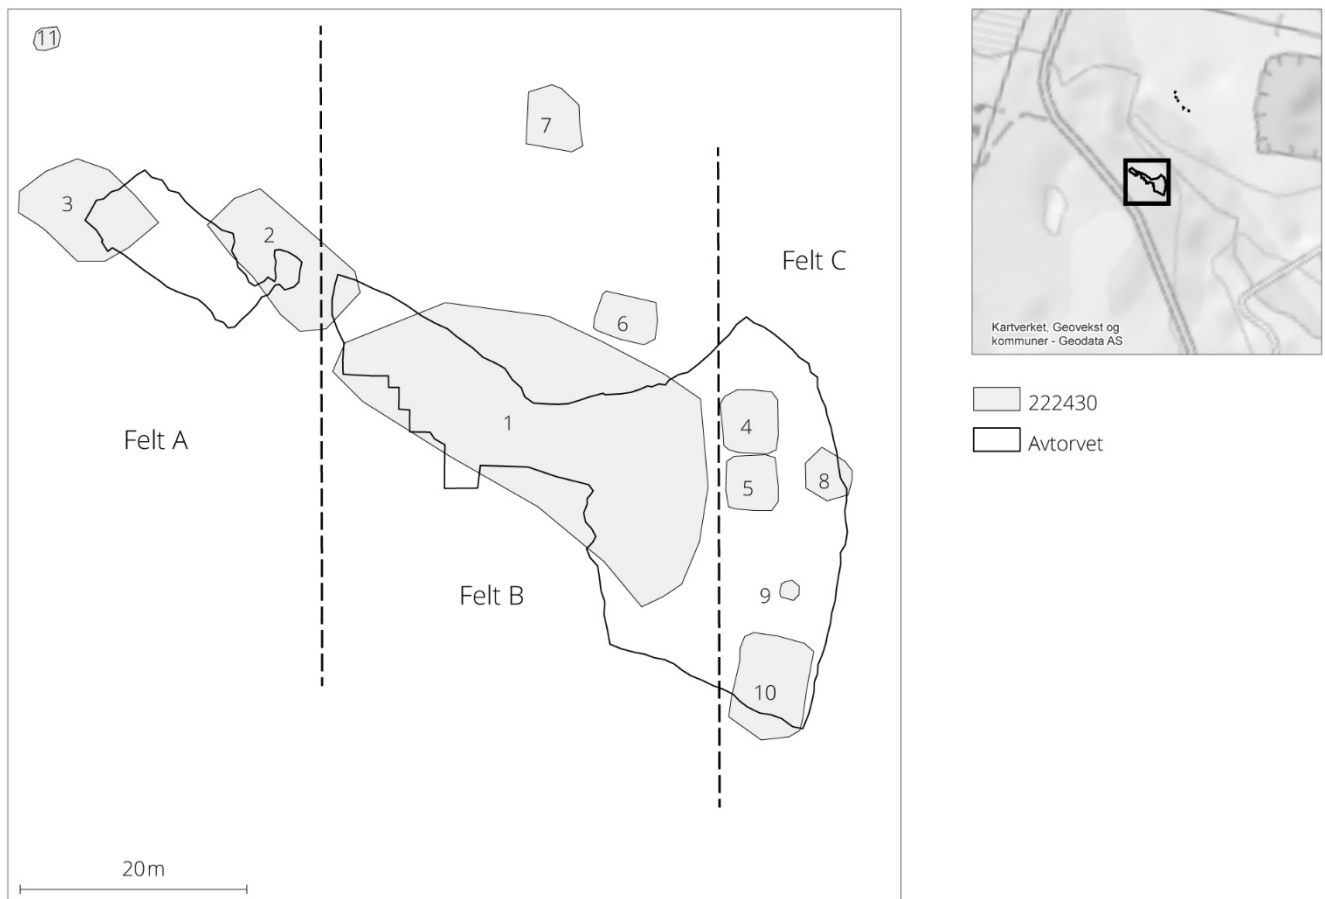 11
7
3
2
Felt C
6
1
4
Felt A
5
8
Felt B
9
10
20m
Kartverket, Geovekst og
kommuner - Geodata AS
222430
Avtorvet